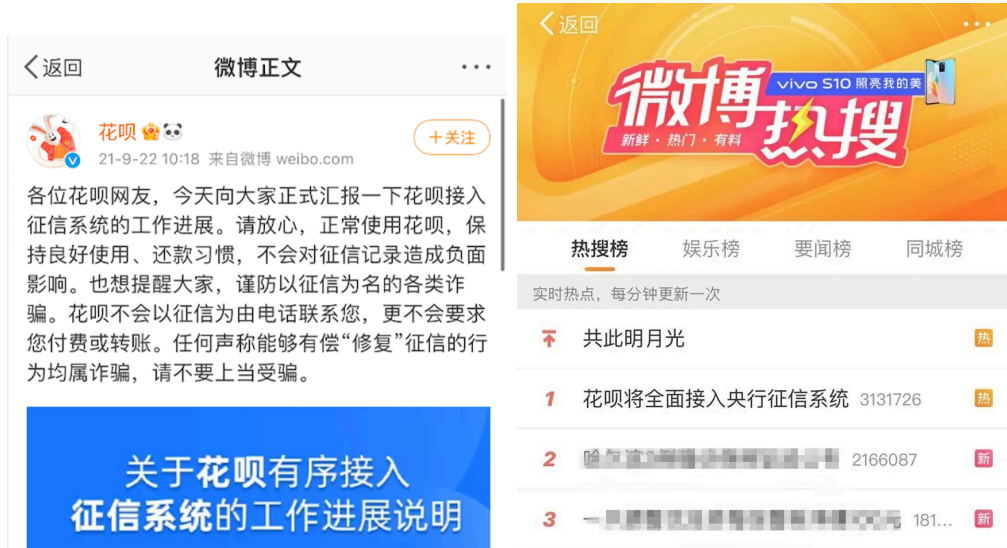 返回
微博正文
花呗
+关注
21-9-22 10:18 来自微博 weibo.com
各位花呗网友，今天向大家正式汇报一下花呗接入
征信系统的工作进展。请放心，正常使用花呗，保
持良好使用、还款习惯，不会对征信记录造成负面
影响。也想提醒大家，谨防以征信为名的各类诈
骗。花呗不会以征信为由电话联系您，更不会要求
您付费或转账。任何声称能够有偿“修复”征信的行
为均属诈骗，请不要上当受骗。
关于花呗有序接入
征信系统的工作进展说明
返回
微博热搜
vivo S10 照亮我的美
新鲜·热门·有料
热搜榜 娱乐榜 要闻榜 同城榜
实时热点，每分钟更新一次
共此明月光 热
1 花呗将全面接入央行征信系统 3131726 热
2 2166087 新
3 181... 新